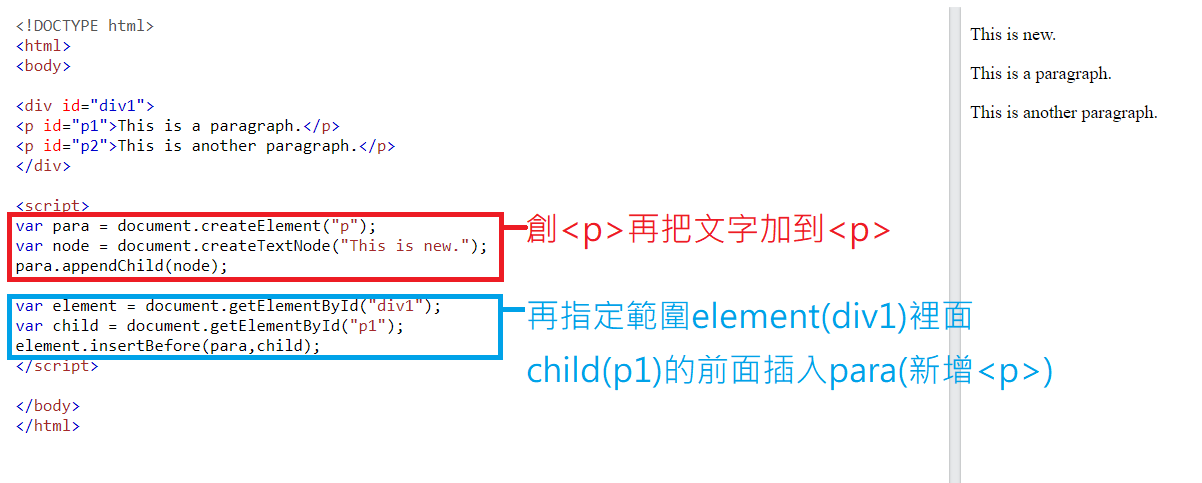 <!DOCTYPE html>
<html>
<body>
<div id="div1">
<p id="p1">This is a paragraph.</p>
<p id="p2">This is another paragraph.</p>
</div>
<script>
var para = document.createElement("p");
var node = document.createTextNode("This is new.");
para.appendChild(node);
var element = document.getElementById("div1");
var child = document.getElementById("p1");
element.insertBefore(para,child);
</script>
</body>
</html>
創<p>再把文字加到<p>
再指定範圍element(div1)裡面
child(p1)的前面插入para(新增<p>)
This is new.
This is a paragraph.
This is another paragraph.